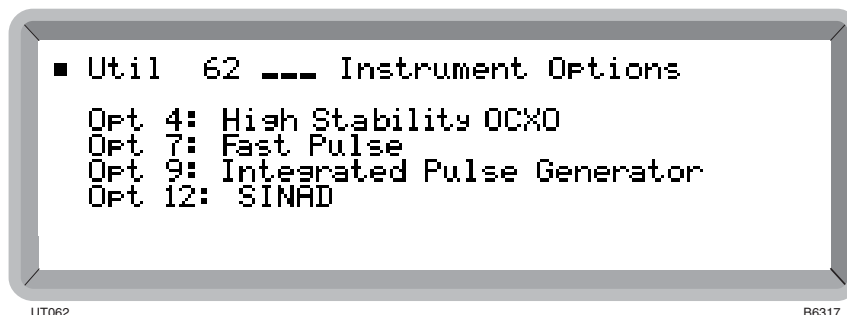 ■ Util 62 ___ Instrument Options
Opt 4: High Stability OCXO
Opt 7: Fast Pulse
Opt 9: Integrated Pulse Generator
Opt 12: SINAD
UT062 B6317